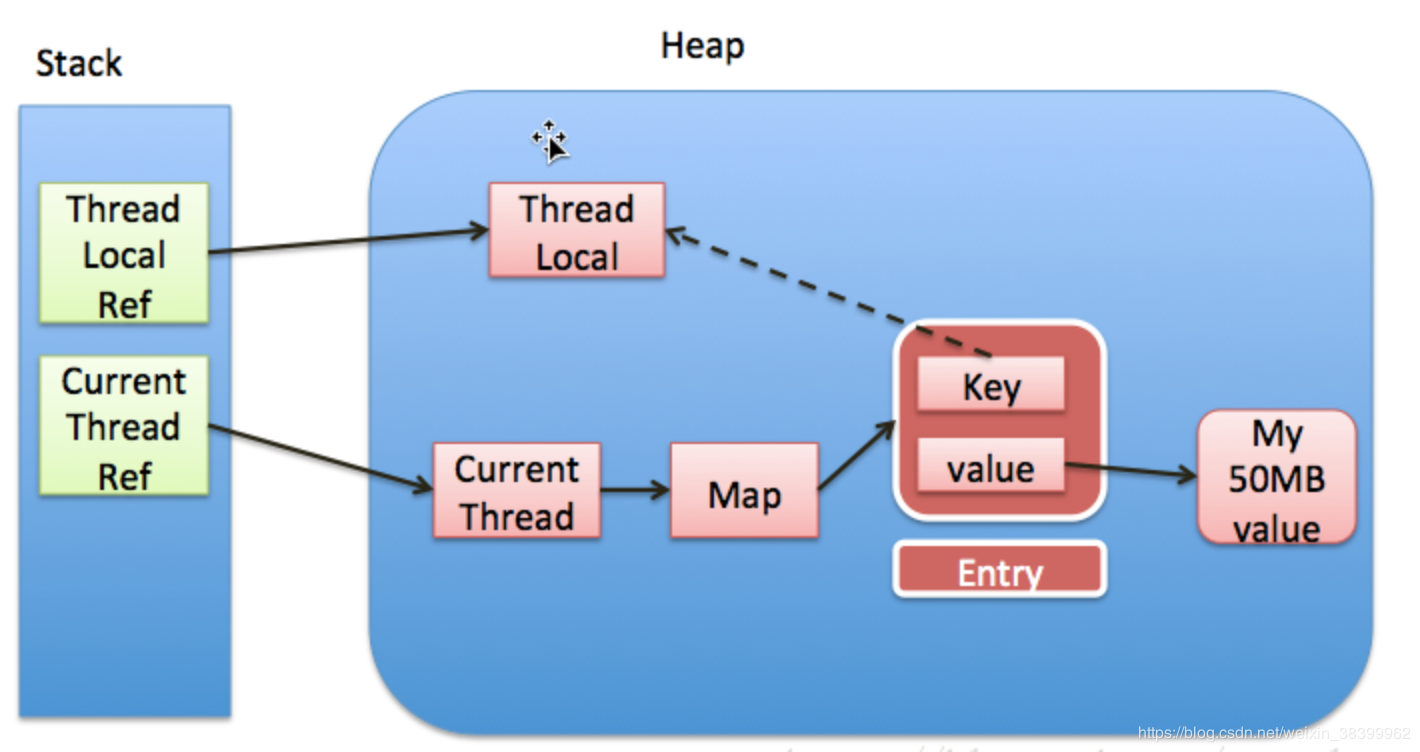 Stack
Heap
Thread
Local
Ref
Thread
Local
Current
Thread
Ref
Current
Thread
Map
Key
value
My
50MB
value
Entry
https://blog.csdn.net/weixin_38399962